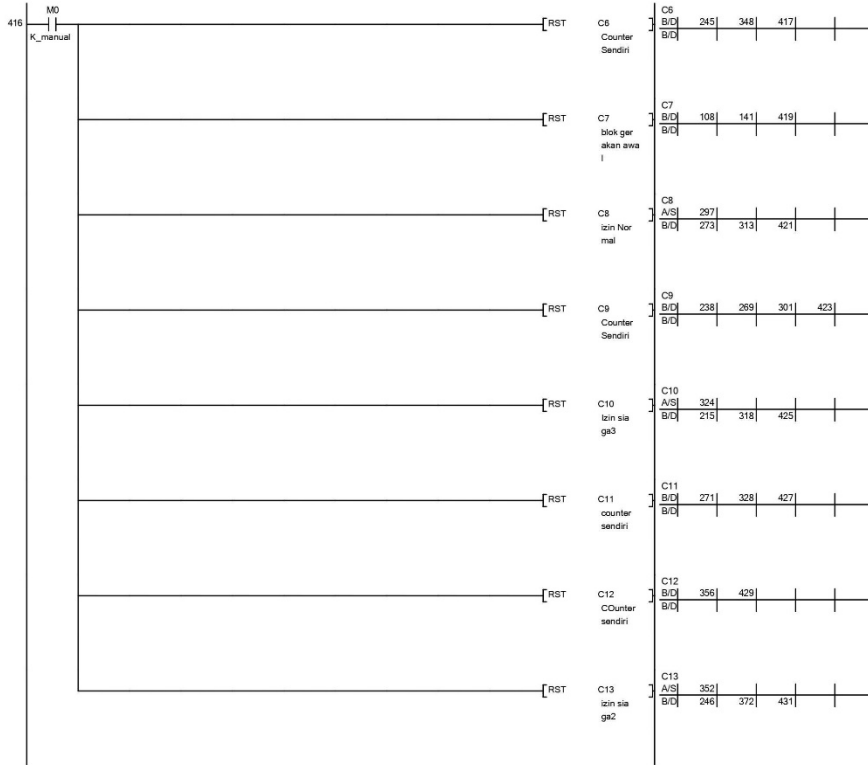 M0
416
K_manual
RST C6
Counter
Sendiri
C6
B/D 245 348 417
B/D
RST C7
blok ger
akan awa
l
C7
B/D 108 141 419
B/D
RST C8
izin Nor
mal
C8
A/S 297
B/D 273 313 421
RST C9
Counter
Sendiri
C9
B/D 238 269 301 423
B/D
RST C10
Izin sia
ga3
C10
A/S 324
B/D 215 318 425
RST C11
counter
sendiri
C11
B/D 271 328 427
B/D
RST C12
COunter
sendiri
C12
B/D 356 429
B/D
RST C13
izin sia
ga2
C13
A/S 352
B/D 246 372 431